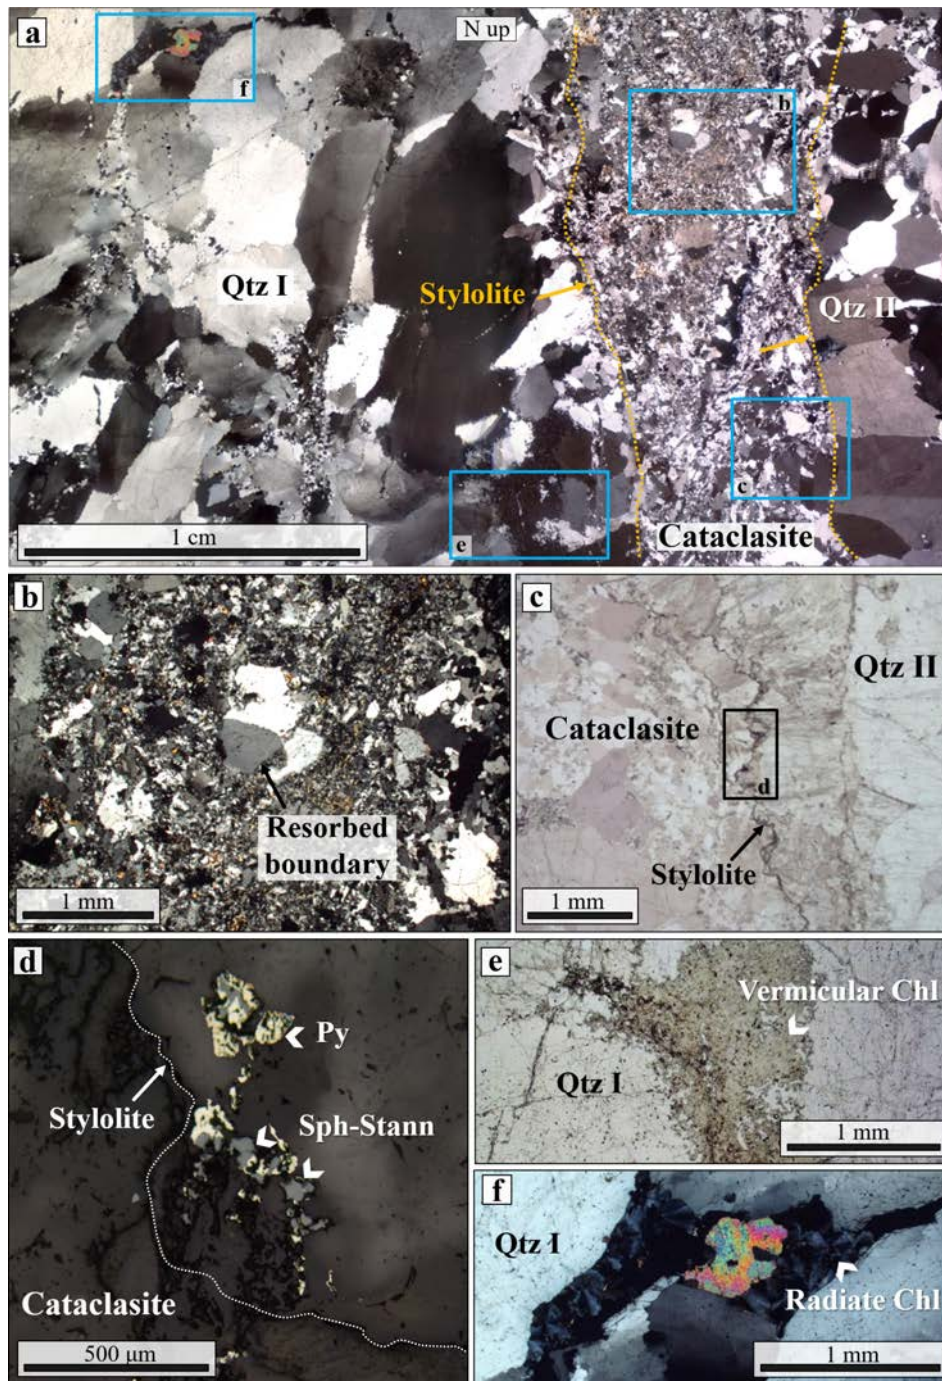 a
N up
b
f
Qtz I
Stylolite
Qtz II
c
e
1 cm
Cataclasite
b
Resorbed
boundary
1 mm
c
Qtz II
Cataclasite
d
Stylolite
1 mm
d
Py
Stylolite
Sph-Stann
Cataclasite
500 μm
e
Vermicular Chl
Qtz I
1 mm
f
Qtz I
Radiate Chl
1 mm